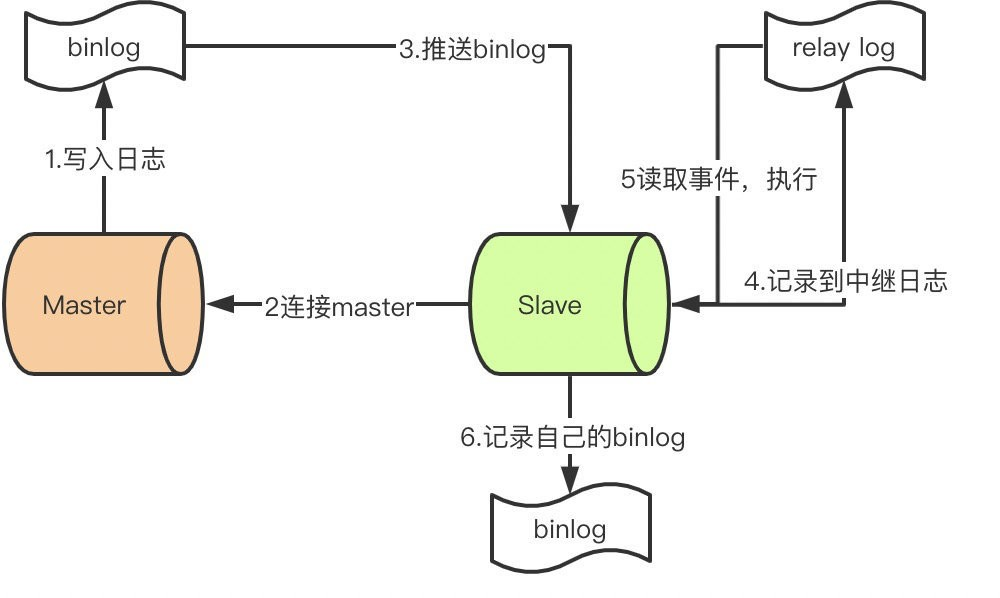 binlog
3.推送binlog
relay log
1.写入日志
5读取事件，执行
4.记录到中继日志
Master
2连接master
Slave
6.记录自己的binlog
binlog